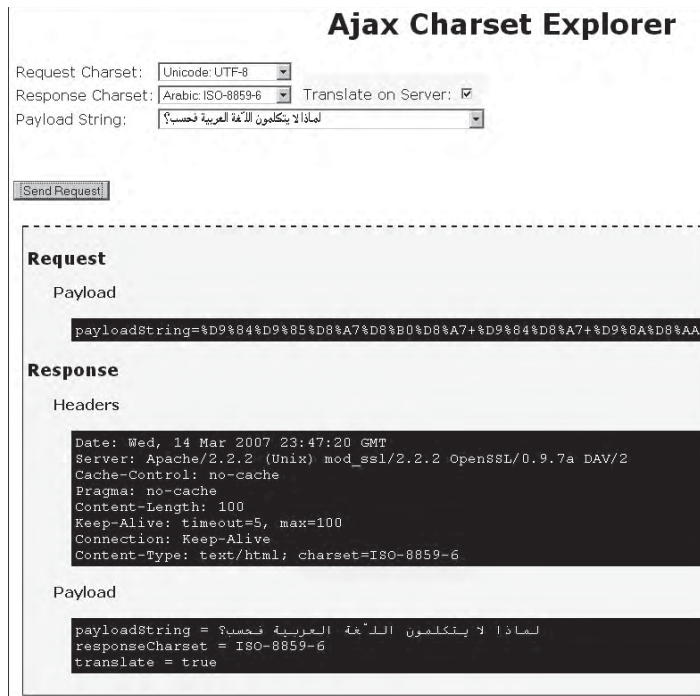 Ajax Charset Explorer
Request Charset: Unicode: UTF-8
Response Charset: Arabic: ISO-8859-6 Translate on Server:
Payload String: لماذا لا يتكلمون اللّغة العربية فحسب؟
Send Request
Request
Payload
payloadString=%D9%84%D9%85%D8%A7%D8%B0%D8%A7+%D9%84%D8%A7+%D9%8A%D8%AA
Response
Headers
Date: Wed, 14 Mar 2007 23:47:20 GMT
Server: Apache/2.2.2 (Unix) mod_ssl/2.2.2 OpenSSL/0.9.7a DAV/2
Cache-Control: no-cache
Pragma: no-cache
Content-Length: 100
Keep-Alive: timeout=5, max=100
Connection: Keep-Alive
Content-Type: text/html; charset=ISO-8859-6
Payload
payloadString = لماذا لا يتكلمون اللّغة العربية فحسب؟
responseCharset = ISO-8859-6
translate = true